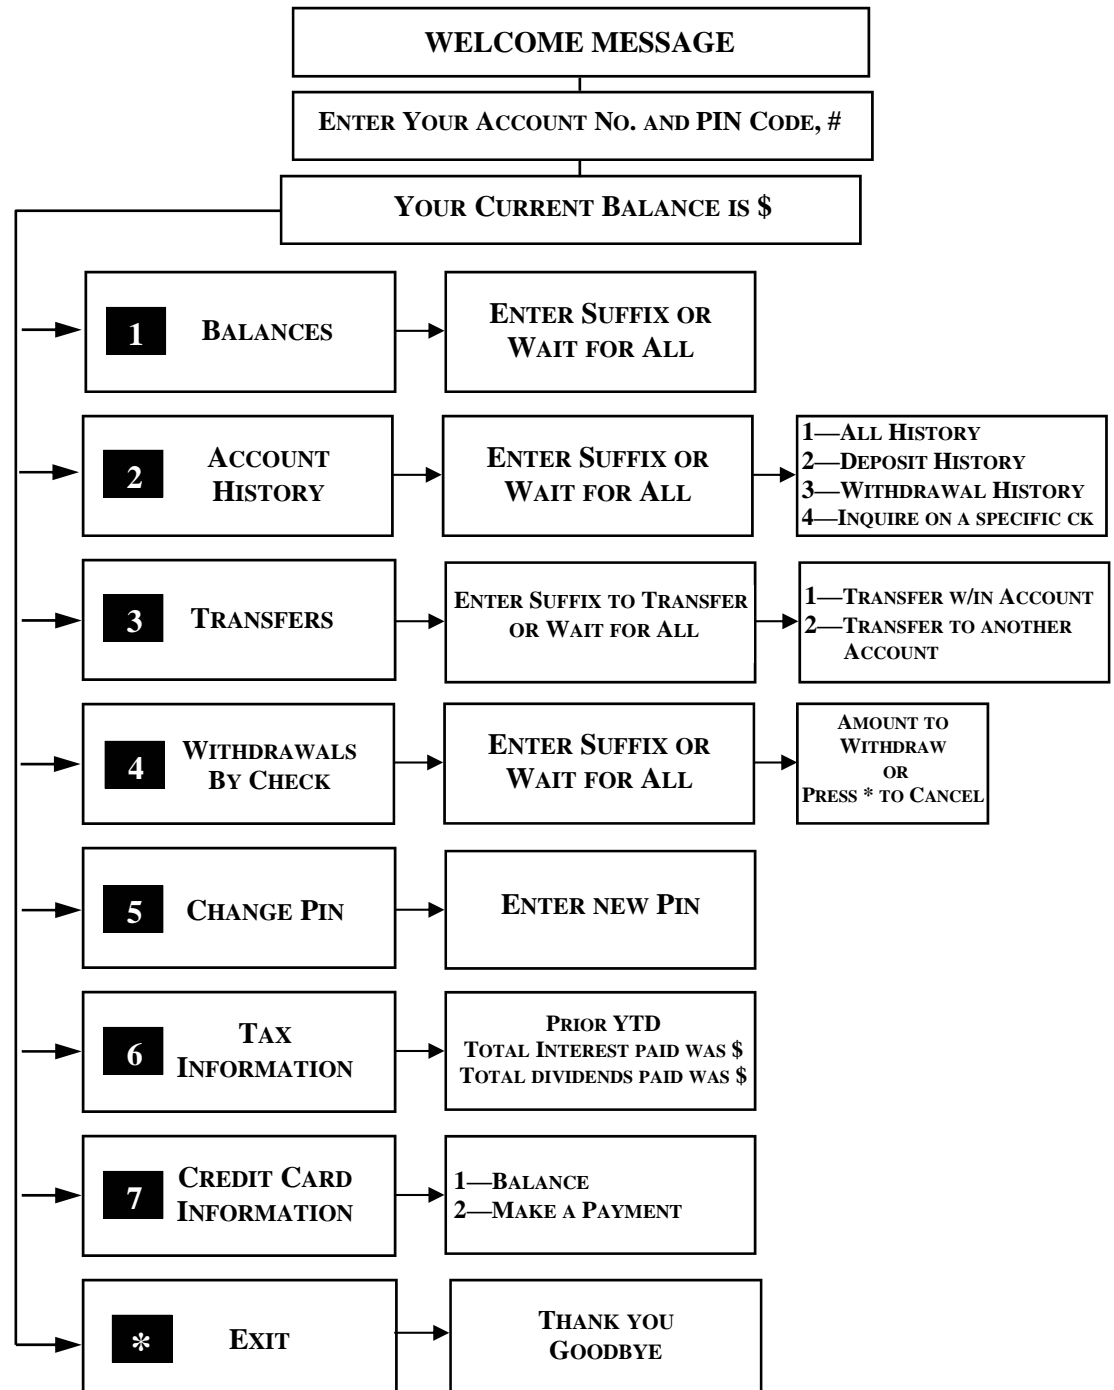 WELCOME MESSAGE
ENTER YOUR ACCOUNT NO. AND PIN CODE, #
YOUR CURRENT BALANCE IS $
1 BALANCES
ENTER SUFFIX OR
WAIT FOR ALL
2 ACCOUNT
HISTORY
ENTER SUFFIX OR
WAIT FOR ALL
1—ALL HISTORY
2—DEPOSIT HISTORY
3—WITHDRAWAL HISTORY
4—INQUIRE ON A SPECIFIC CK
3 TRANSFERS
ENTER SUFFIX TO TRANSFER
OR WAIT FOR ALL
1—TRANSFER W/IN ACCOUNT
2—TRANSFER TO ANOTHER
ACCOUNT
4 WITHDRAWALS
BY CHECK
ENTER SUFFIX OR
WAIT FOR ALL
AMOUNT TO
WITHDRAW
OR
PRESS * TO CANCEL
5 CHANGE PIN
ENTER NEW PIN
6 TAX
INFORMATION
PRIOR YTD
TOTAL INTEREST PAID WAS $
TOTAL DIVIDENDS PAID WAS $
7 CREDIT CARD
INFORMATION
1—BALANCE
2—MAKE A PAYMENT
* EXIT
THANK YOU
GOODBYE